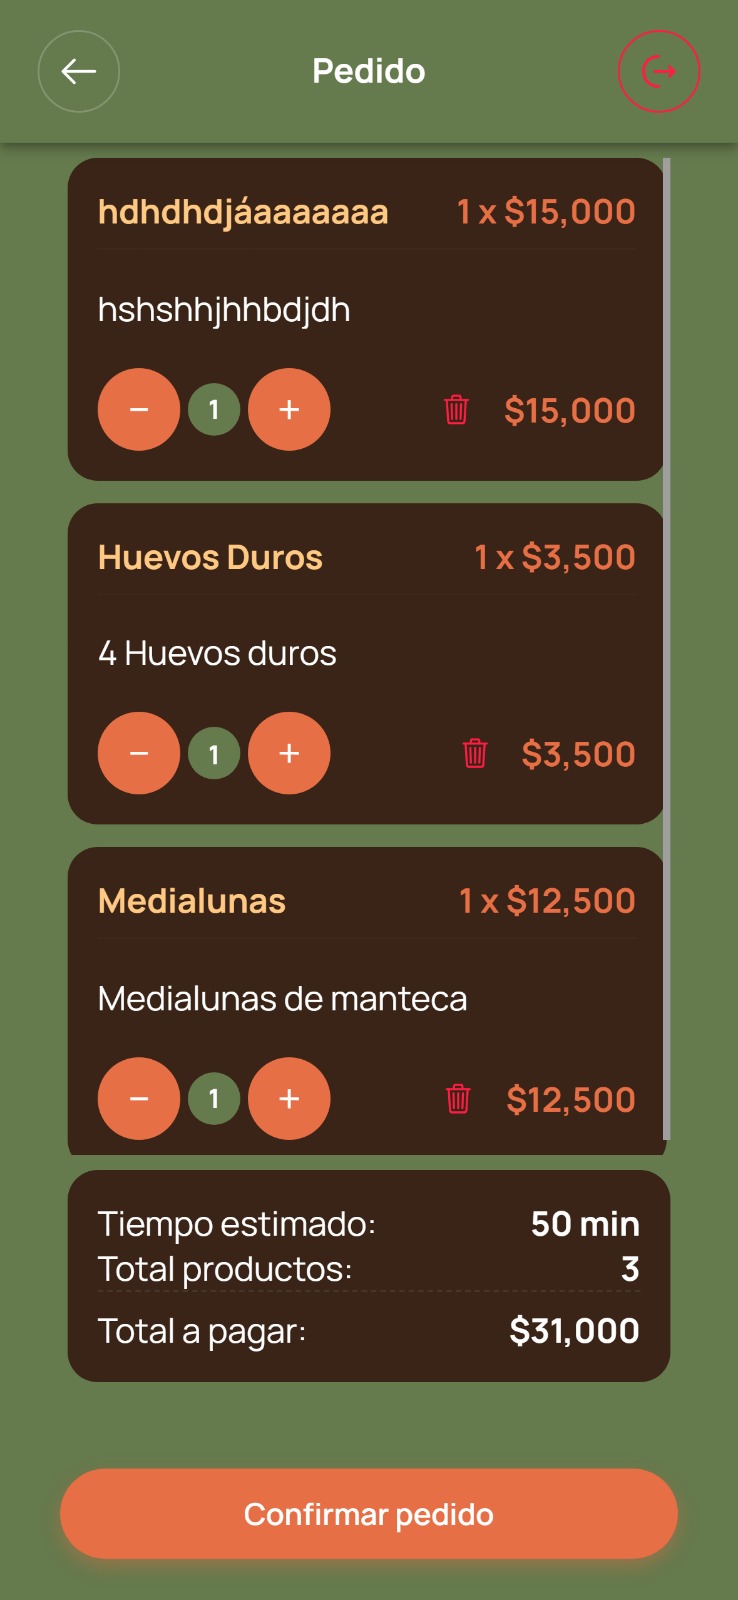 Pedido
hdhdhdjáaaaaaaa 1 x $15,000
hshshhjhhbdjdh
− 1 + $15,000
Huevos Duros 1 x $3,500
4 Huevos duros
− 1 + $3,500
Medialunas 1 x $12,500
Medialunas de manteca
− 1 + $12,500
Tiempo estimado: 50 min
Total productos: 3
Total a pagar: $31,000
Confirmar pedido